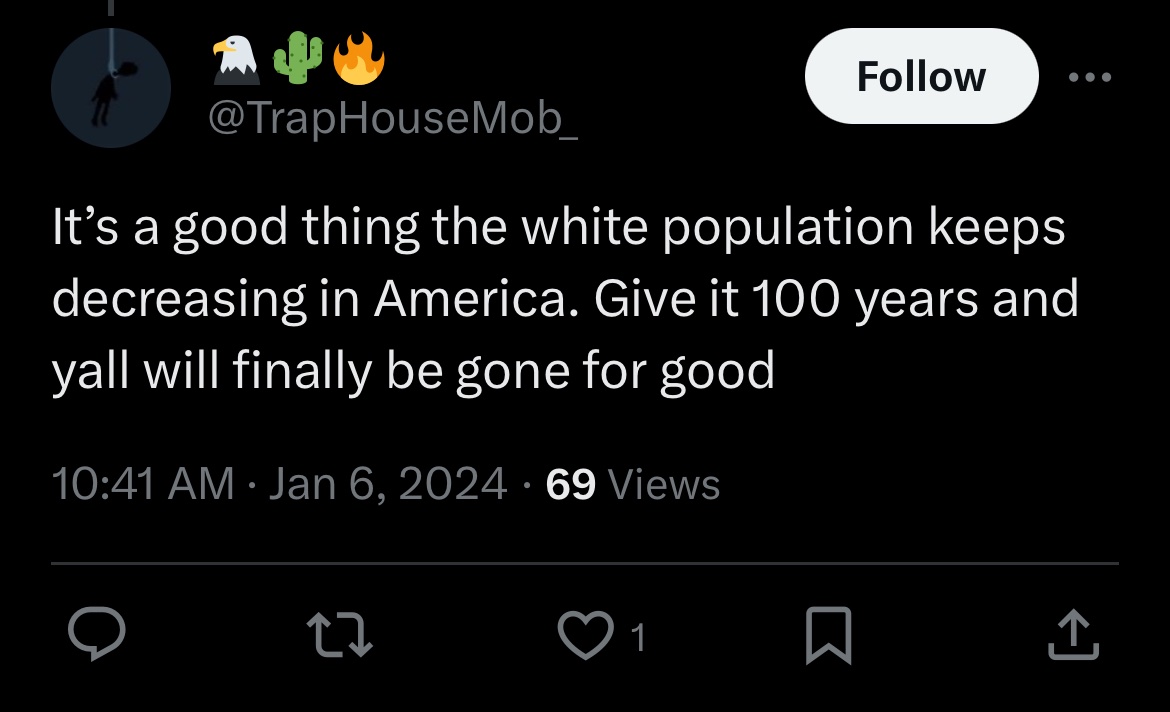 🦅🌵🔥
@TrapHouseMob_
Follow
It’s a good thing the white population keeps
decreasing in America. Give it 100 years and
yall will finally be gone for good
10:41 AM · Jan 6, 2024 · 69 Views
1